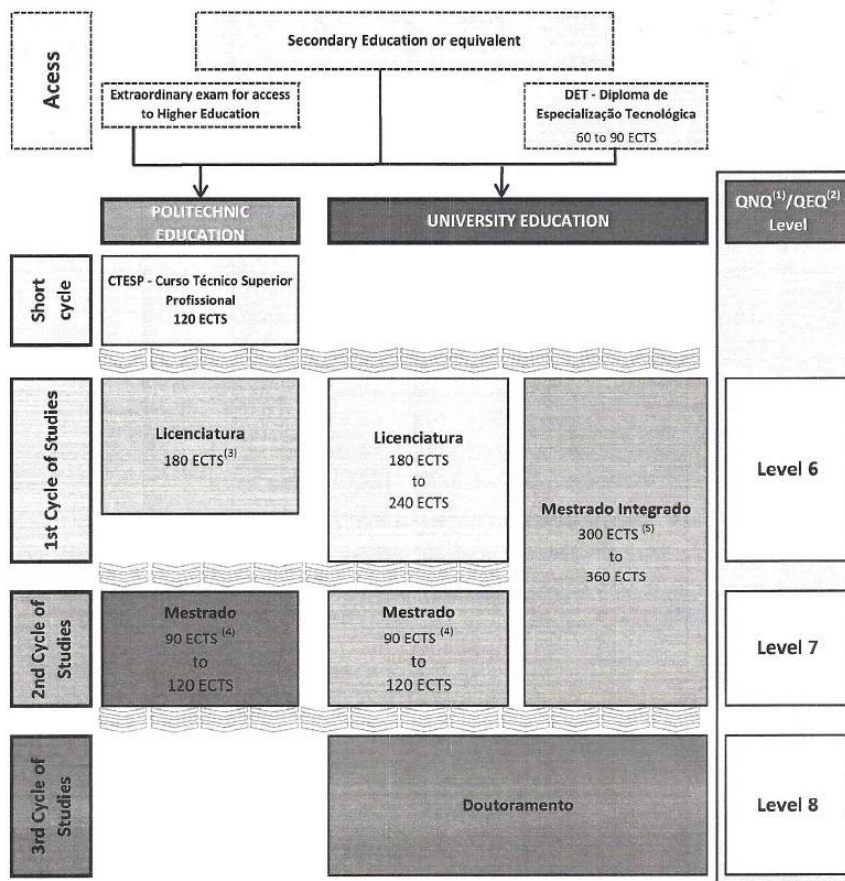 Acess
Secondary Education or equivalent
Extraordinary exam for access
to Higher Education
DET - Diploma de
Especialização Tecnológica
60 to 90 ECTS
POLITECHNIC
EDUCATION
UNIVERSITY EDUCATION
QNQ(1)/QEQ(2)
Level
Short
cycle
CTESP - Curso Técnico Superior
Profissional
120 ECTS
1st Cycle of Studies
Licenciatura
180 ECTS(3)
Licenciatura
180 ECTS
to
240 ECTS
Mestrado Integrado
300 ECTS (5)
to
360 ECTS
Level 6
2nd Cycle of
Studies
Mestrado
90 ECTS (4)
to
120 ECTS
Mestrado
90 ECTS (4)
to
120 ECTS
Level 7
3rd Cycle of
Studies
Doutoramento
Level 8